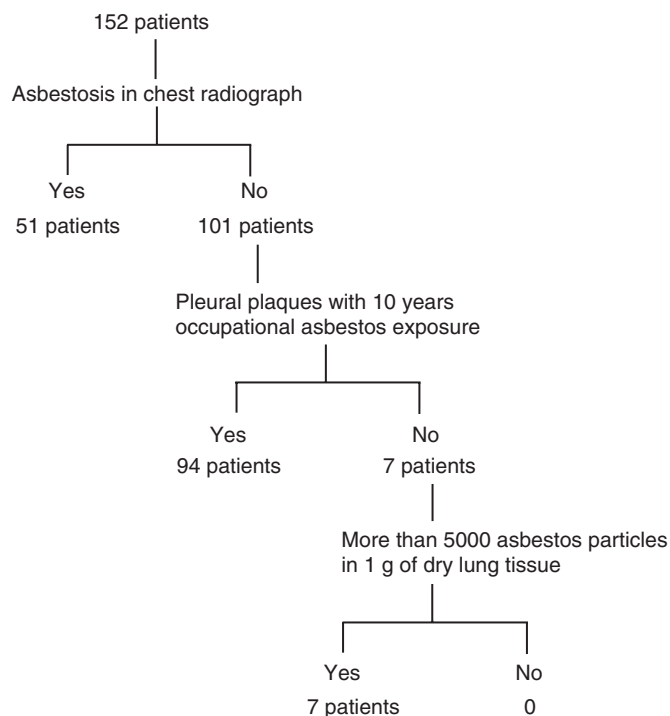 152 patients
Asbestosis in chest radiograph
Yes
No
51 patients
101 patients
Pleural plaques with 10 years
occupational asbestos exposure
Yes
No
94 patients
7 patients
More than 5000 asbestos particles
in 1 g of dry lung tissue
Yes
No
7 patients
0